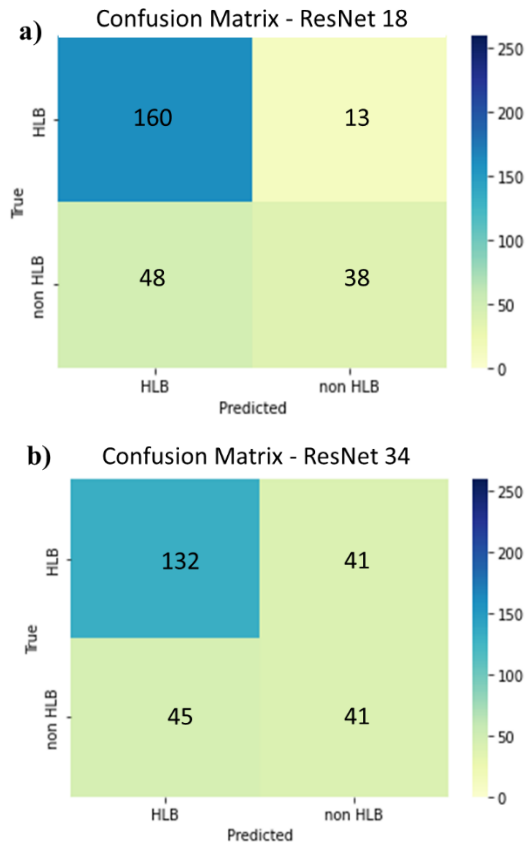 a)
Confusion Matrix - ResNet 18
True
HLB
non HLB
160
13
48
38
HLB
non HLB
Predicted
250
200
150
100
50
0
b)
Confusion Matrix - ResNet 34
True
HLB
non HLB
132
41
45
41
HLB
non HLB
Predicted
250
200
150
100
50
0